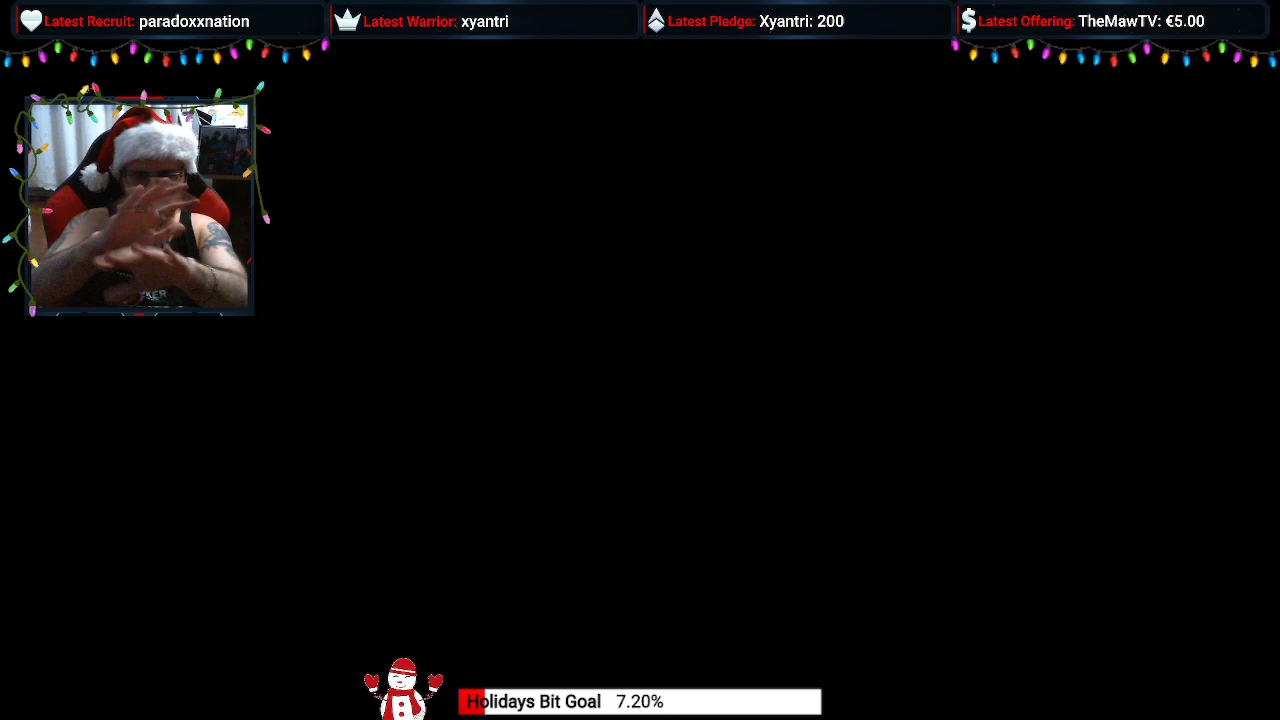 Latest Recruit: paradoxxnation
Latest Warrior: xyantri
Latest Pledge: Xyantri: 200
Latest Offering: TheMawTV: €5.00
Holidays Bit Goal 7.20%